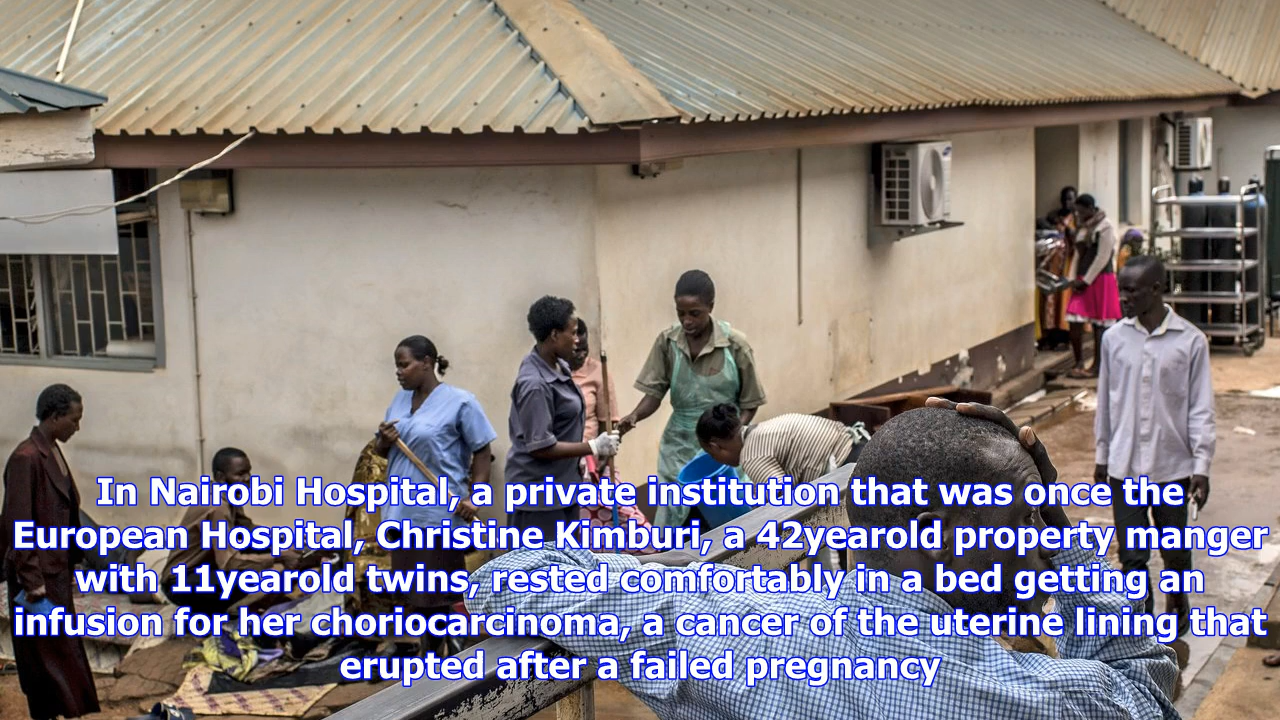 In Nairobi Hospital, a private institution that was once the
European Hospital, Christine Kimburi, a 42yearold property manger
with 11yearold twins, rested comfortably in a bed getting an
infusion for her choriocarcinoma, a cancer of the uterine lining that
erupted after a failed pregnancy